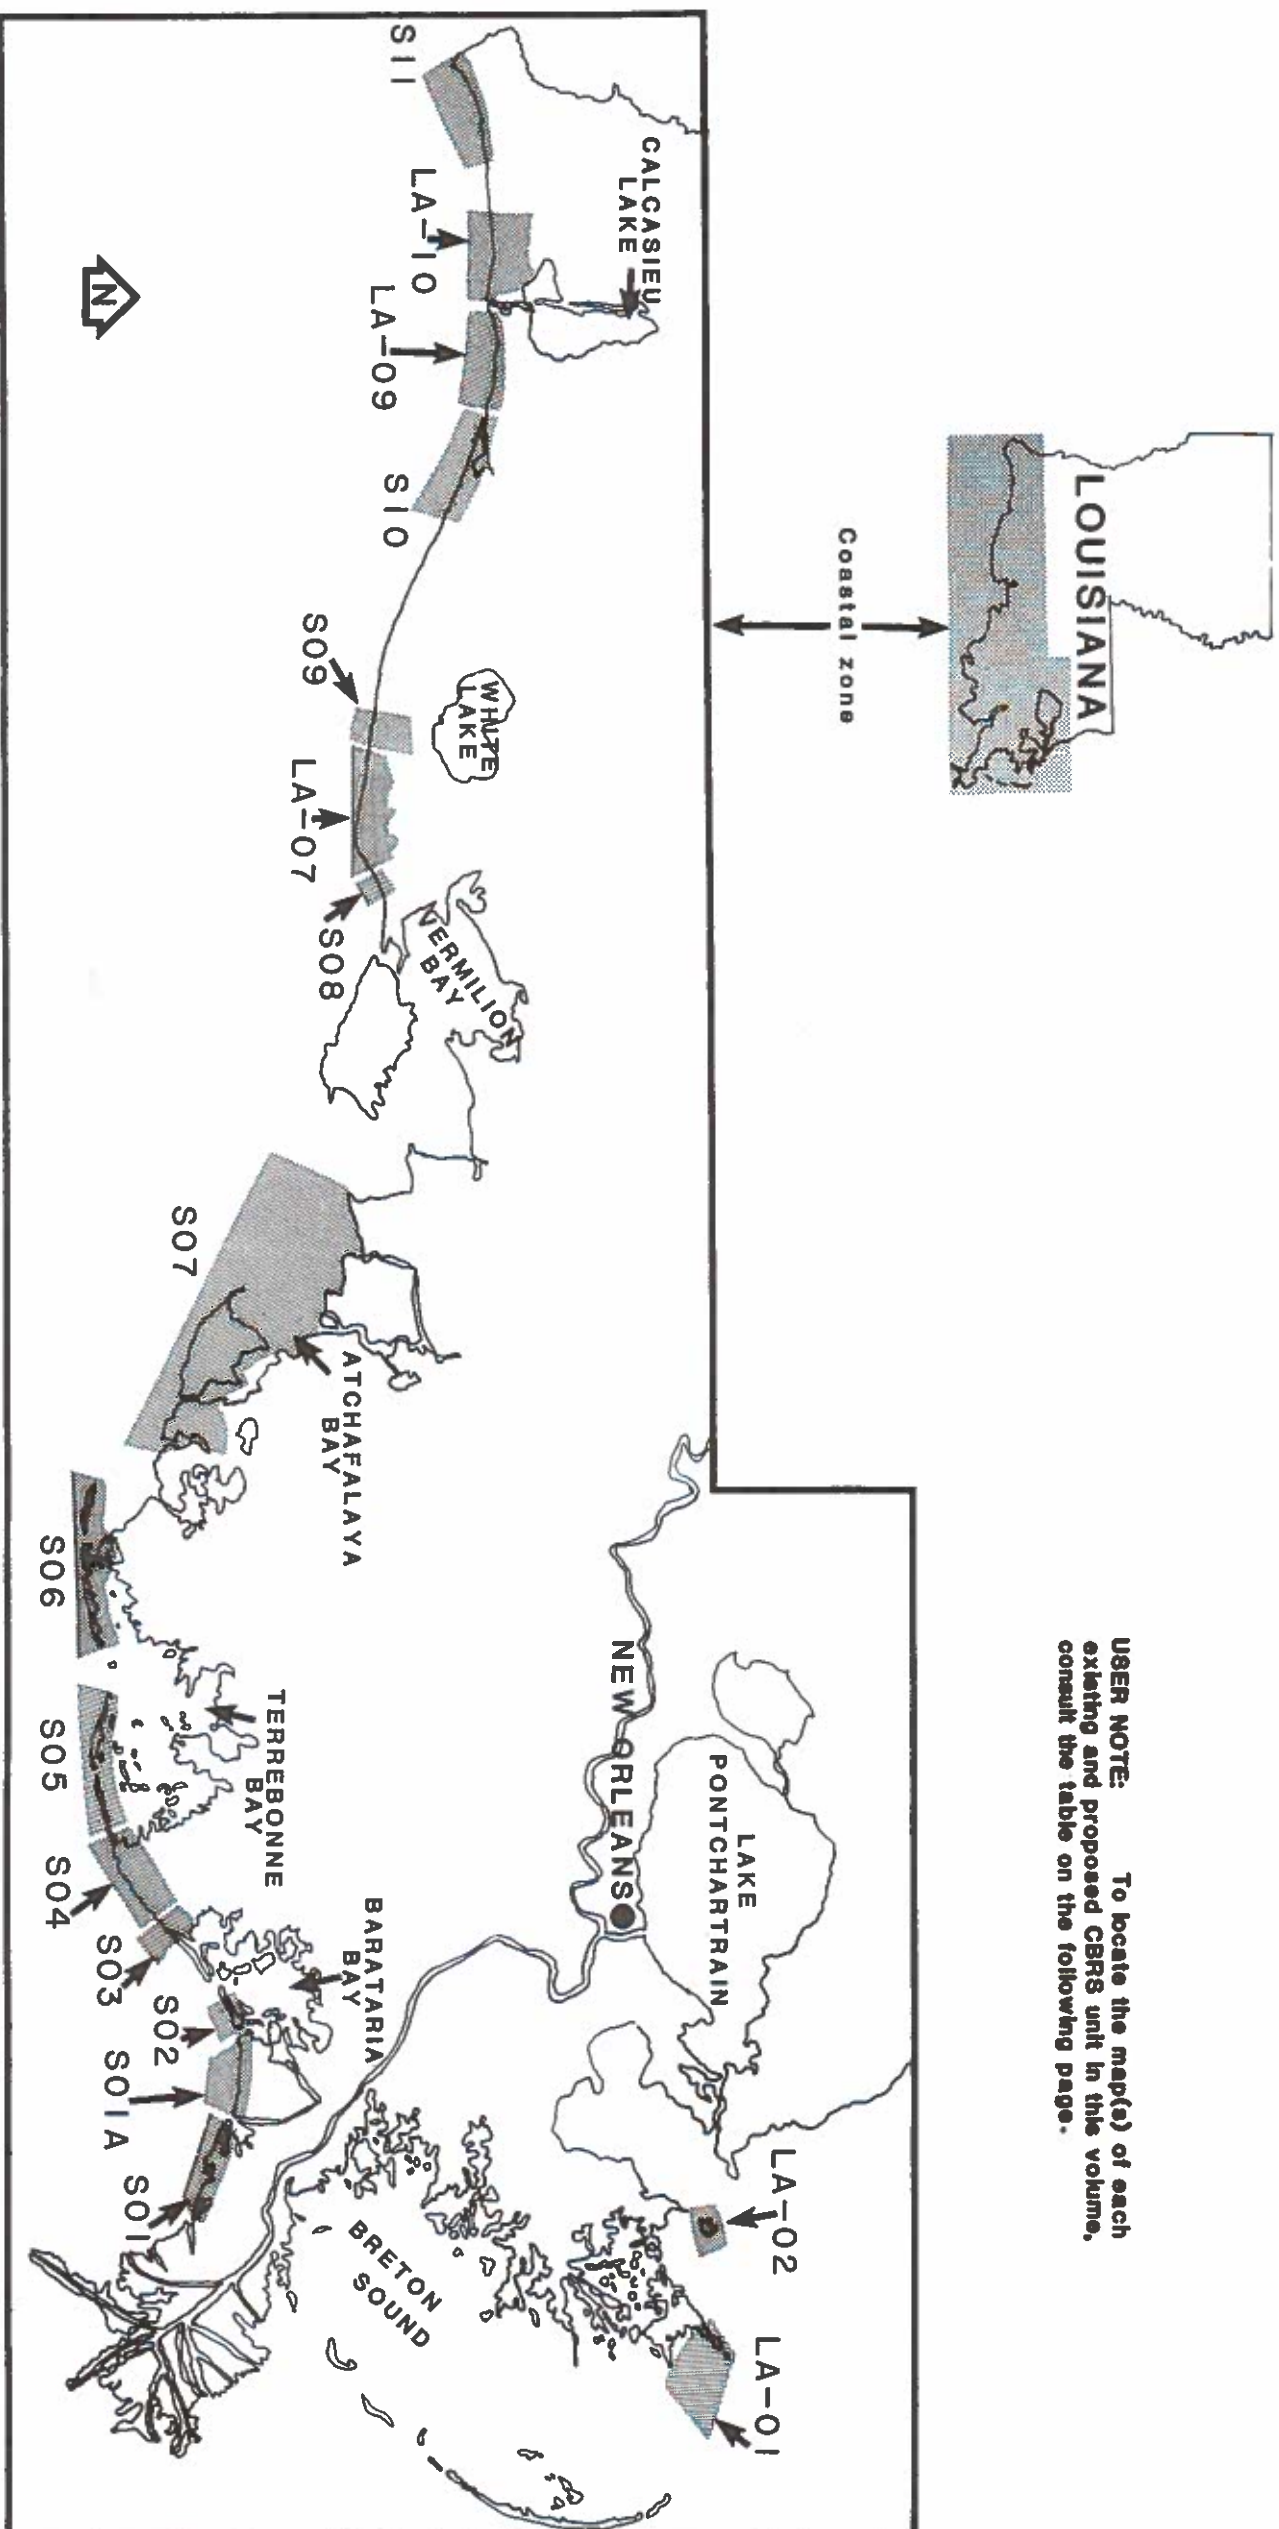 LOUISIANA
Coastal zone
USER NOTE: To locate the map(s) of each
existing and proposed CBRS unit in this volume,
consult the table on the following page.
CALCASIEU
LAKE
S11
LA-10
LA-09
S10
WHITE
LAKE
S09
LA-07
S08
VERMILION
BAY
S07
ATCHAFALAYA
BAY
S06
TERREBONNE
BAY
S05
S04
S03
BARATARIA
BAY
S02
S01A
S01
NEW ORLEANS
LAKE
PONTCHARTRAIN
LA-02
LA-01
BRETON
SOUND
N